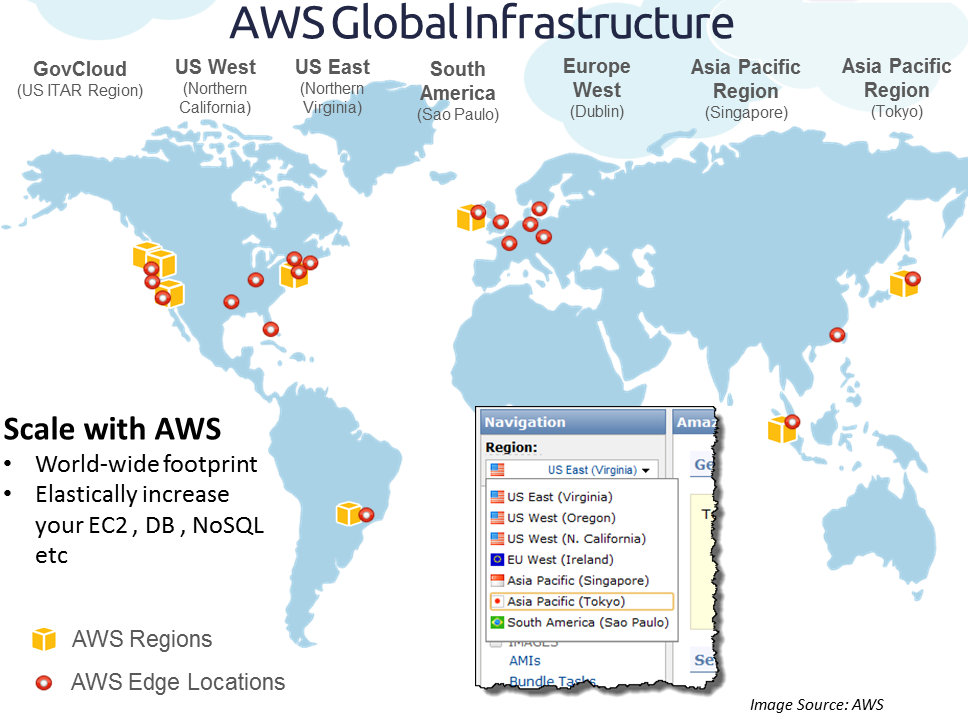 AWS Global Infrastructure
GovCloud
(US ITAR Region)
US West
(Northern
California)
US East
(Northern
Virginia)
South
America
(Sao Paulo)
Europe
West
(Dublin)
Asia Pacific
Region
(Singapore)
Asia Pacific
Region
(Tokyo)
Scale with AWS
• World-wide footprint
• Elastically increase
your EC2 , DB , NoSQL
etc
AWS Regions
AWS Edge Locations
Navigation
Region:
US East (Virginia)
US East (Virginia)
US West (Oregon)
US West (N. California)
EU West (Ireland)
Asia Pacific (Singapore)
Asia Pacific (Tokyo)
South America (Sao Paulo)
IMAGES
AMIs
Bundle Tasks
Amaz
Ge
T
Se
Image Source: AWS